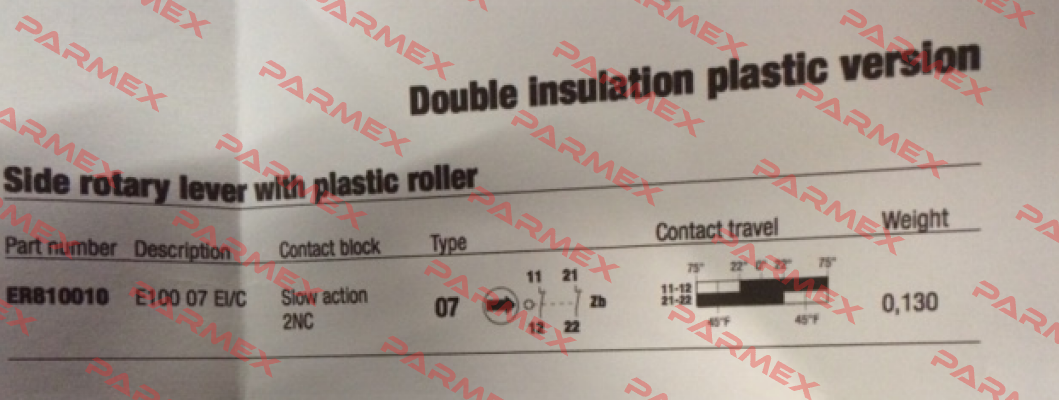 Double insulation plastic version
Side rotary lever with plastic roller
Part number Description Contact block Type Contact travel Weight
ER810010 E100 07 EI/C Slow action 2NC 07 0,130
11 21
Zb
12 22
75° 22° 0° 22° 75°
11-12
21-22
45°F 45°F
PARMEX